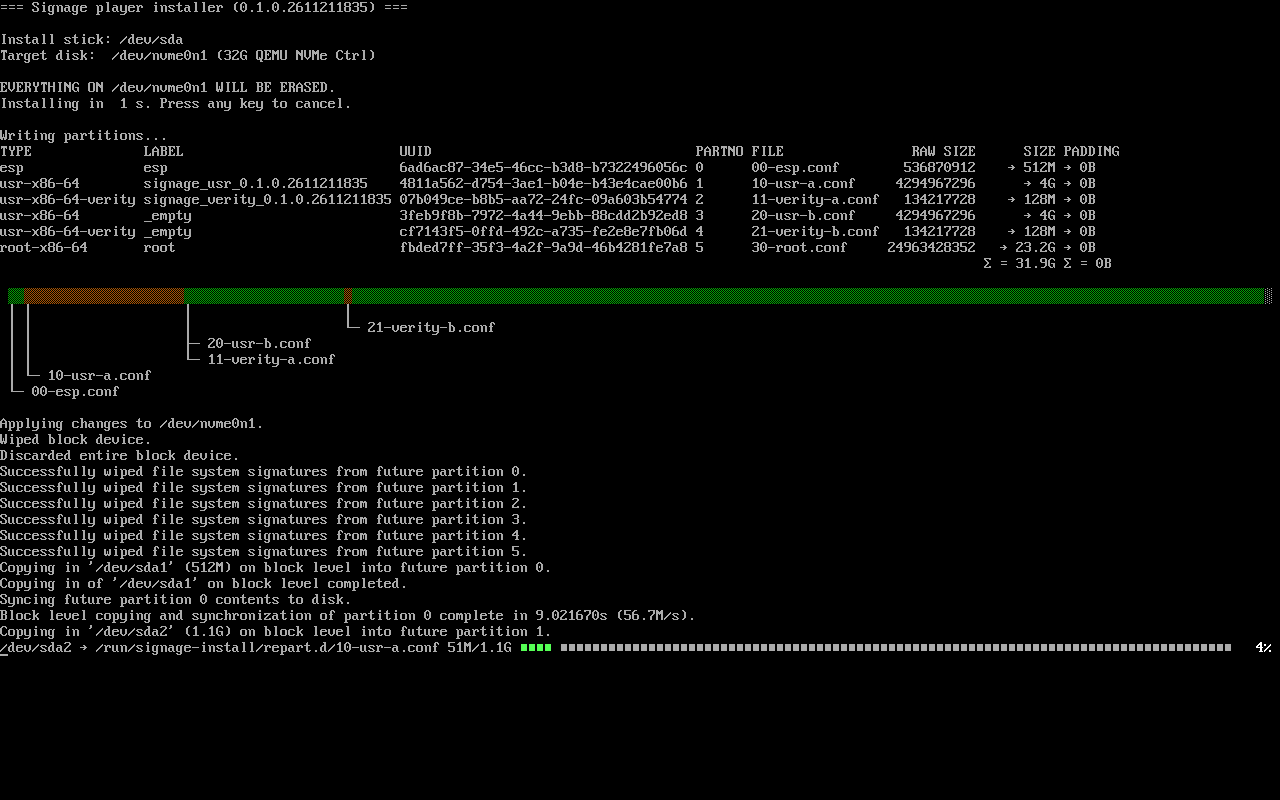 === Signage player installer (0.1.0.2611211835) ===
Install stick: /dev/sda
Target disk:  /dev/nvme0n1 (32G QEMU NVMe Ctrl)
EVERYTHING ON /dev/nvme0n1 WILL BE ERASED.
Installing in  1 s. Press any key to cancel.
Writing partitions...
TYPE LABEL UUID PARTNO FILE RAW SIZE SIZE PADDING
esp esp 6ad6ac87-34e5-46cc-b3d8-b7322496056c 0 00-esp.conf 536870912 → 512M → 0B
usr-x86-64 signage_usr_0.1.0.2611211835 4811a562-d754-3ae1-b04e-b43e4cae00b6 1 10-usr-a.conf 4294967296 → 4G → 0B
usr-x86-64-verity signage_verity_0.1.0.2611211835 07b049ce-b8b5-aa72-24fc-09a603b54774 2 11-verity-a.conf 134217728 → 128M → 0B
usr-x86-64 _empty 3feb9f8b-7972-4a44-9ebb-88cdd2b92ed8 3 20-usr-b.conf 4294967296 → 4G → 0B
usr-x86-64-verity _empty cf7143f5-0ffd-492c-a735-fe2e8e7fb06d 4 21-verity-b.conf 134217728 → 128M → 0B
root-x86-64 root fbded7ff-35f3-4a2f-9a9d-46b4281fe7a8 5 30-root.conf 24963428352 → 23.2G → 0B
Σ = 31.9G Σ = 0B
21-verity-b.conf
20-usr-b.conf
11-verity-a.conf
10-usr-a.conf
00-esp.conf
Applying changes to /dev/nvme0n1.
Wiped block device.
Discarded entire block device.
Successfully wiped file system signatures from future partition 0.
Successfully wiped file system signatures from future partition 1.
Successfully wiped file system signatures from future partition 2.
Successfully wiped file system signatures from future partition 3.
Successfully wiped file system signatures from future partition 4.
Successfully wiped file system signatures from future partition 5.
Copying in '/dev/sda1' (512M) on block level into future partition 0.
Copying in of '/dev/sda1' on block level completed.
Syncing future partition 0 contents to disk.
Block level copying and synchronization of partition 0 complete in 9.021670s (56.7M/s).
Copying in '/dev/sda2' (1.1G) on block level into future partition 1.
/dev/sda2 → /run/signage-install/repart.d/10-usr-a.conf 51M/1.1G 4%